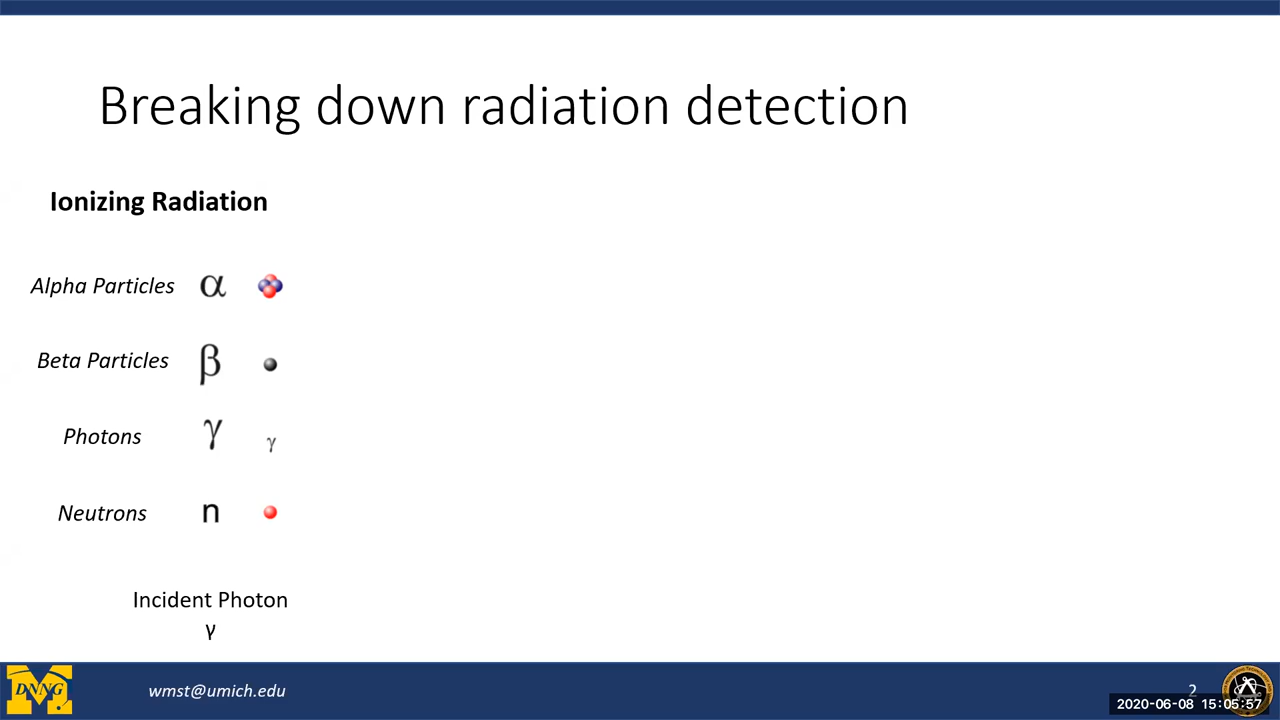 Breaking down radiation detection
Ionizing Radiation
Alpha Particles α
Beta Particles β
Photons γ γ
Neutrons n
Incident Photon
γ
DNNG
wmst@umich.edu
2
2020-06-08 15:05:57